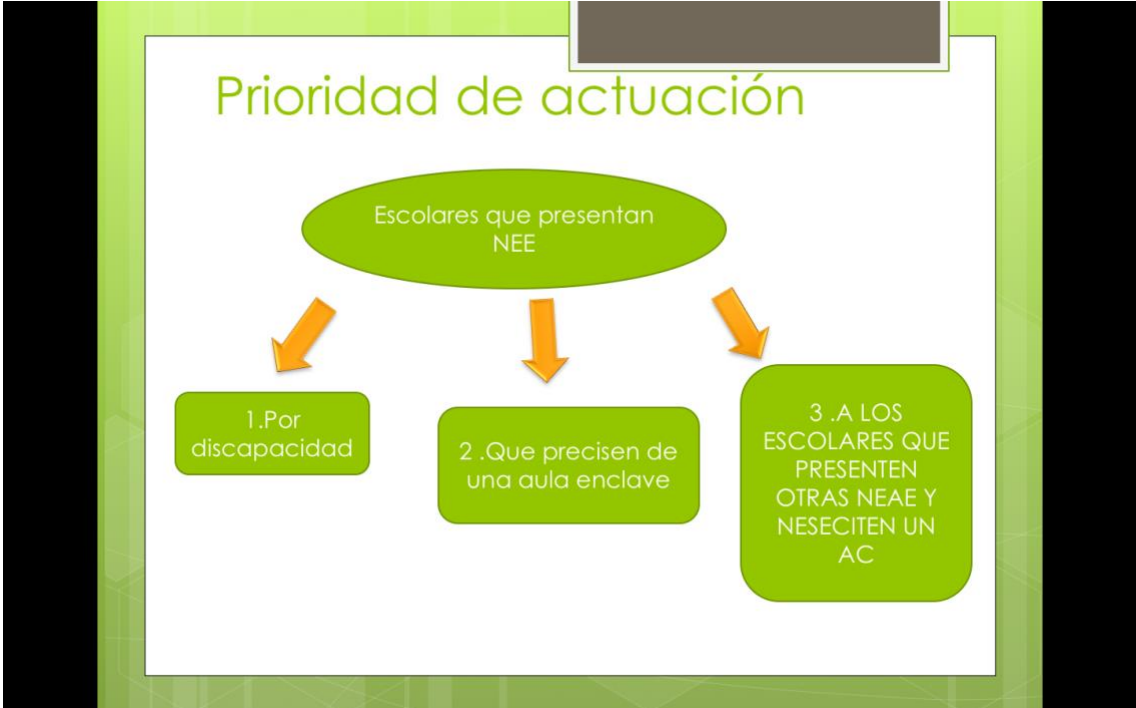 Prioridad de actuación
Escolares que presentan
NEE
1.Por
discapacidad
2 .Que precisen de
una aula enclave
3 .A LOS
ESCOLARES QUE
PRESENTEN
OTRAS NEAE Y
NESECITEN UN
AC